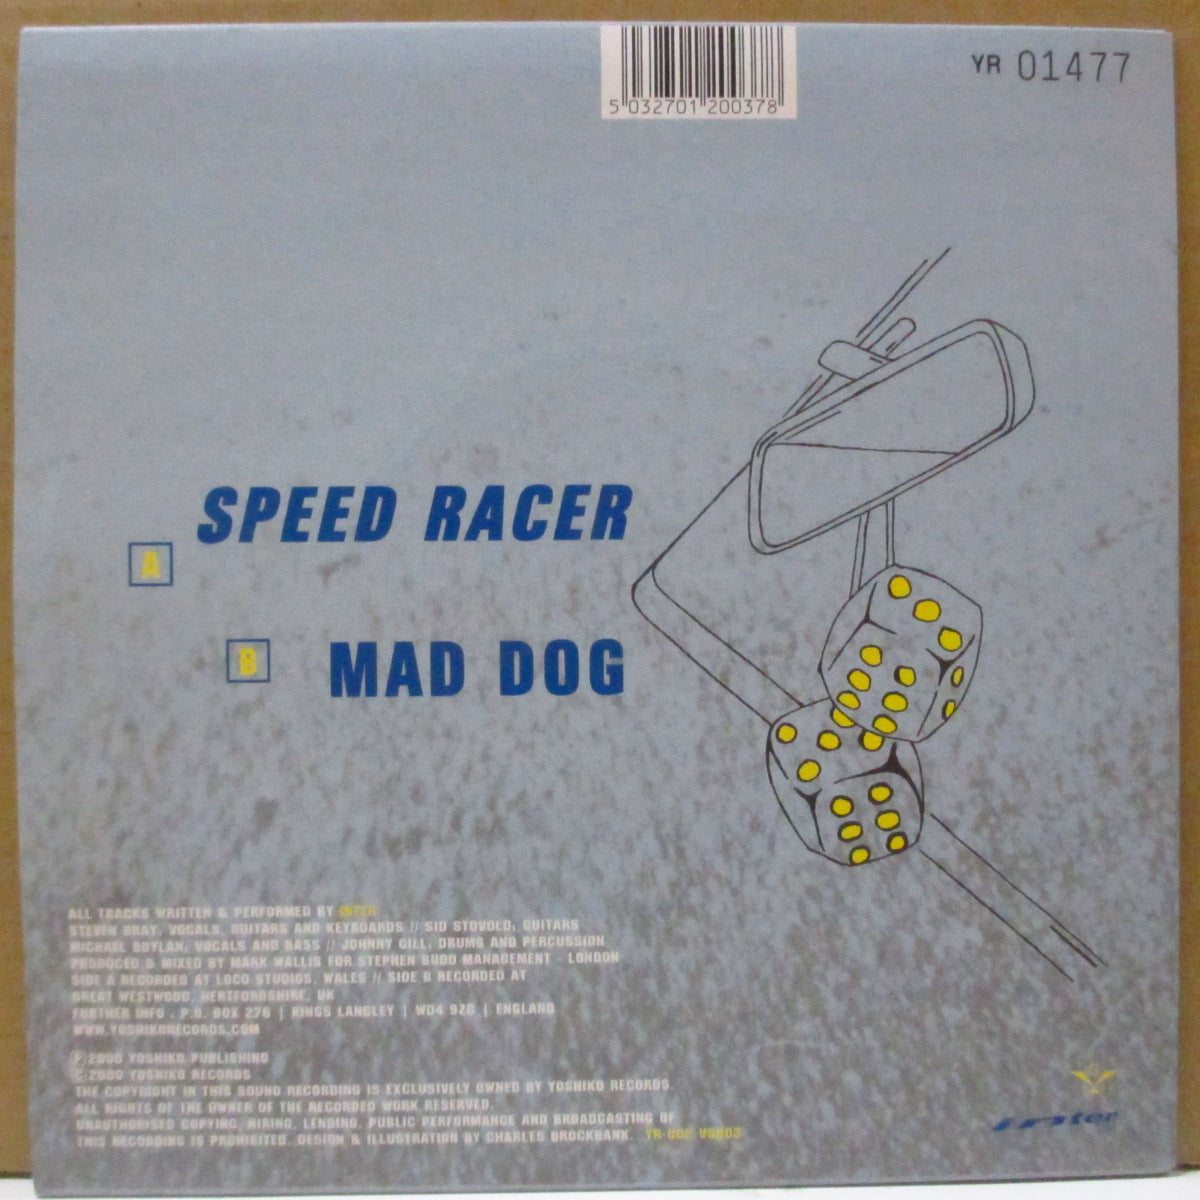 5 032701 200378
YR 01477
SPEED RACER
A
B
MAD DOG
ALL TRACKS WRITTEN & PERFORMED BY INTER
STEVEN BRAY, VOCALS, GUITARS AND KEYBOARDS // SID STOVOLD, GUITARS
MICHAEL BOYLAN, VOCALS AND BASS // JOHNNY GILL, DRUMS AND PERCUSSION
PRODUCED & MIXED BY MARK WALLIS FOR STEPHEN BUDD MANAGEMENT - LONDON
SIDE A RECORDED AT LOCO STUDIOS, WALES // SIDE B RECORDED AT
GREAT WESTWOOD, HERTFORDSHIRE, UK
FURTHER INFO . P.O. BOX 276 | KINGS LANGLEY | WD4 | ENGLAND
WWW.YOSHIKORECORDS.COM
℗ 2000 YOSHIKO PUBLISHING
© 2000 YOSHIKO RECORDS
THE COPYRIGHT IN THIS SOUND RECORDING IS EXCLUSIVELY OWNED BY YOSHIKO RECORDS.
ALL RIGHTS OF THE OWNER OF THE RECORDED WORK RESERVED.
UNAUTHORISED COPYING, HIRING, LENDING, PUBLIC PERFORMANCE AND BROADCASTING OF
THIS RECORDING IS PROHIBITED. DESIGN & ILLUSTRATION BY CHARLES BROCKBANK.
inter